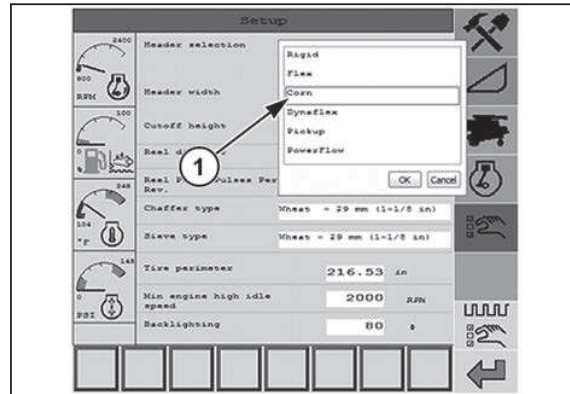 Setup
2400
800
RPM
100
240
104
°F
145
0
PSI
Header selection
Header width
Cutoff height
Reel
Reel
Pulses Per
Rev.
Chaffer type
Wheat - 29 mm (1-1/8 in)
Sieve type
Wheat - 29 mm (1-1/8 in)
Tire perimeter
216.53 in
Min engine high idle
speed
2000 RPM
Backlighting
80
Rigid
Flex
Corn
Dynaflex
Pickup
PowerFlow
OK Cancel
1